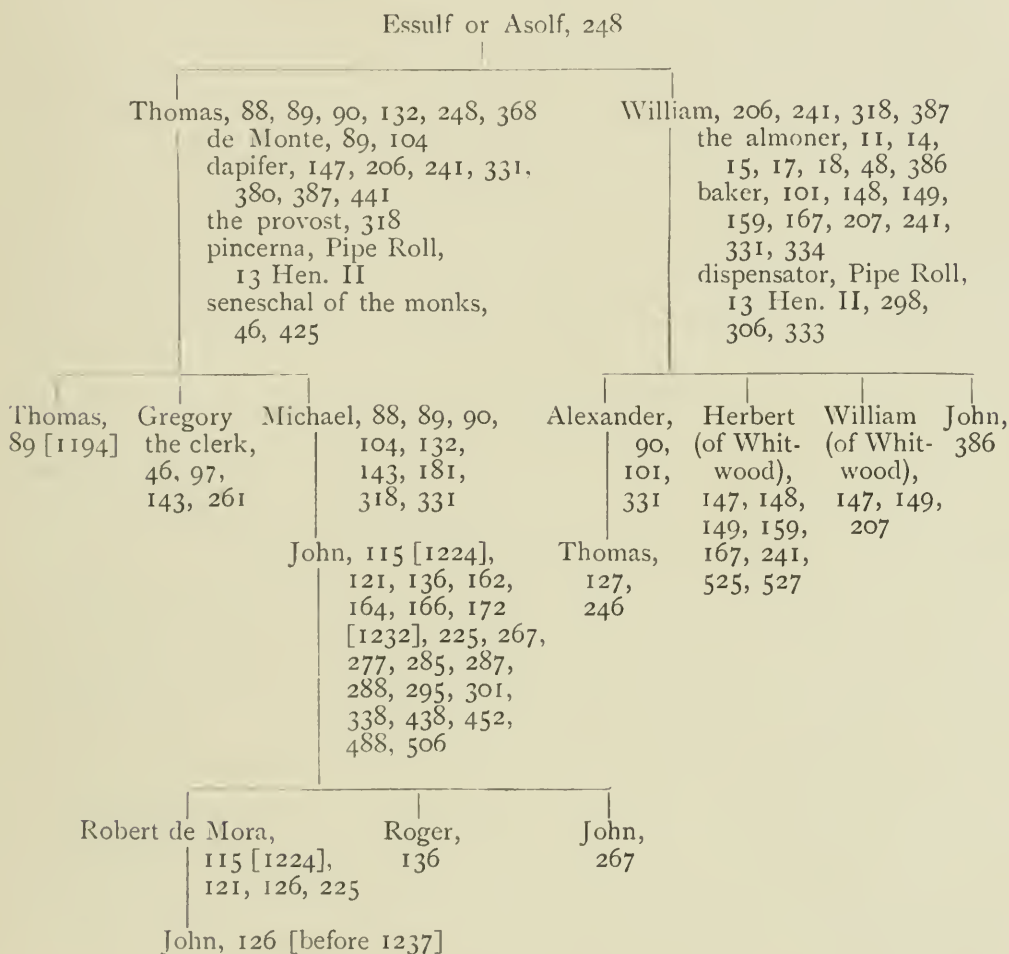 Essulf or Asolf, 248
Thomas, 88, 89, 90, 132, 248, 368
de Monte, 89, 104
dapifer, 147, 206, 241, 331,
380, 387, 441
the provost, 318
pincerna, Pipe Roll,
13 Hen. II
seneschal of the monks,
46, 425
William, 206, 241, 318, 387
the almoner, 11, 14,
15, 17, 18, 48, 386
baker, 101, 148, 149,
159, 167, 207, 241,
331, 334
dispensator, Pipe Roll,
13 Hen. II, 298,
306, 333
Thomas,
89 [1194]
Gregory
the clerk,
46, 97,
143, 261
Michael, 88, 89, 90,
104, 132,
143, 181,
318, 331
Alexander,
90,
101,
331
Herbert
(of Whit-
wood),
147, 148,
149, 159,
167, 241,
525, 527
William
(of Whit-
wood),
147, 149,
207
John,
386
John, 115 [1224],
121, 136, 162,
164, 166, 172
[1232], 225, 267,
277, 285, 287,
288, 295, 301,
338, 438, 452,
488, 506
Thomas,
127,
246
Robert de Mora,
115 [1224],
121, 126, 225
Roger,
136
John,
267
John, 126 [before 1237]